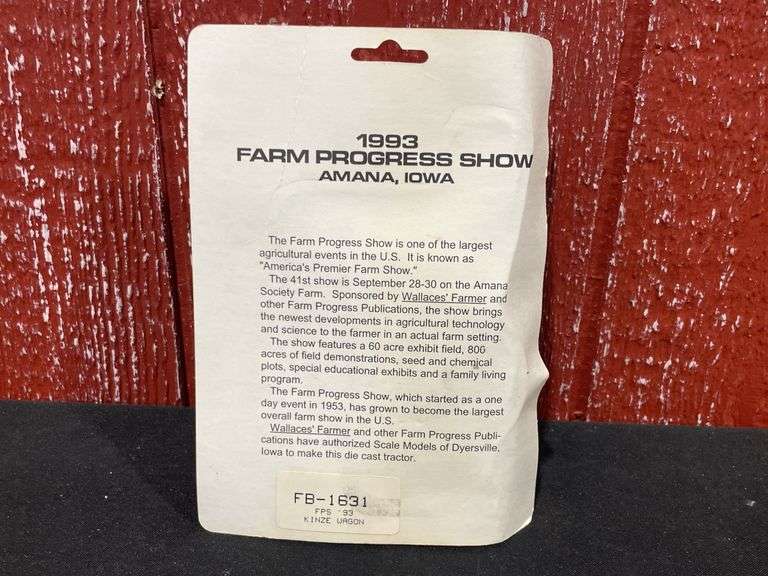 1993
FARM PROGRESS SHOW
AMANA, IOWA
The Farm Progress Show is one of the largest
agricultural events in the U.S. It is known as
"America's Premier Farm Show."
The 41st show is September 28-30 on the Amana
Society Farm. Sponsored by Wallaces' Farmer and
other Farm Progress Publications, the show brings
the newest developments in agricultural technology
and science to the farmer in an actual farm setting.
The show features a 60 acre exhibit field, 800
acres of field demonstrations, seed and chemical
plots, special educational exhibits and a family living
program.
The Farm Progress Show, which started as a one
day event in 1953, has grown to become the largest
overall farm show in the U.S.
Wallaces' Farmer and other Farm Progress Publi-
cations have authorized Scale Models of Dyersville,
Iowa to make this die cast tractor.
FB-1631
FPS '93
KINZE WAGON